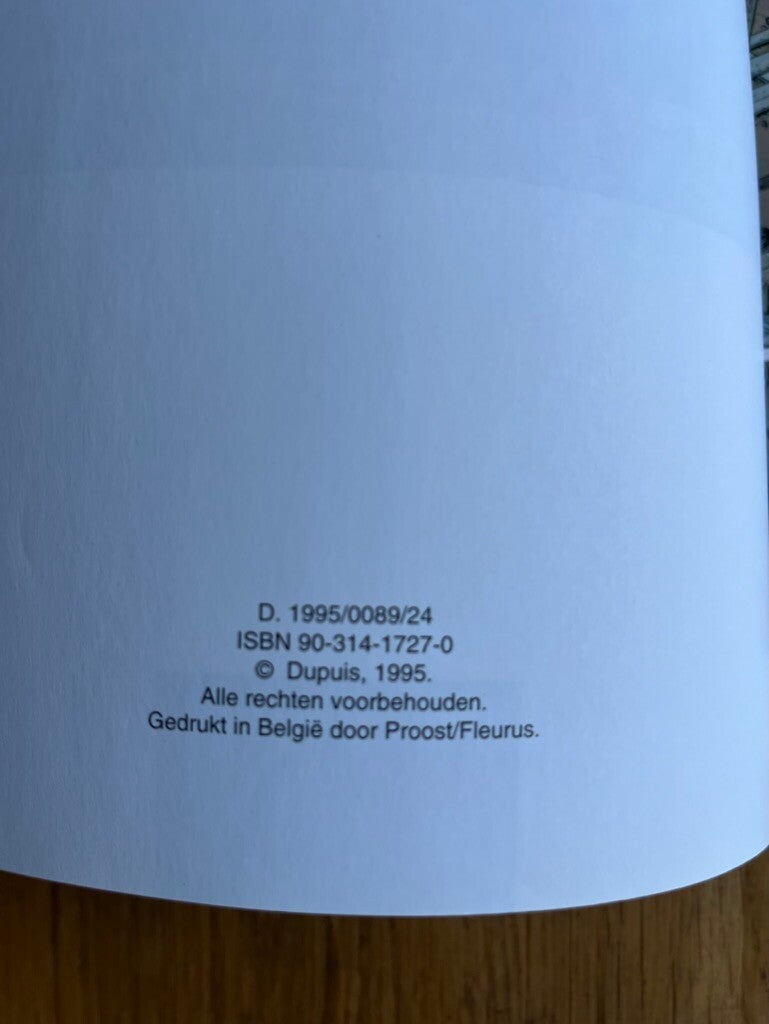 D. 1995/0089/24
ISBN 90-314-1727-0
© Dupuis, 1995.
Alle rechten voorbehouden.
Gedrukt in België door Proost/Fleurus.